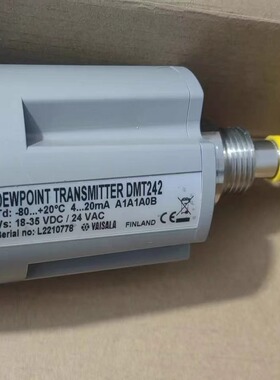 DEWPOINT TRANSMITTER DMT242
Td: -80...+20°C 4...20mA A1A1A0B
Vs: 18-35 VDC / 24 VAC
Serial no: L2210778 VAISALA FINLAND
CE